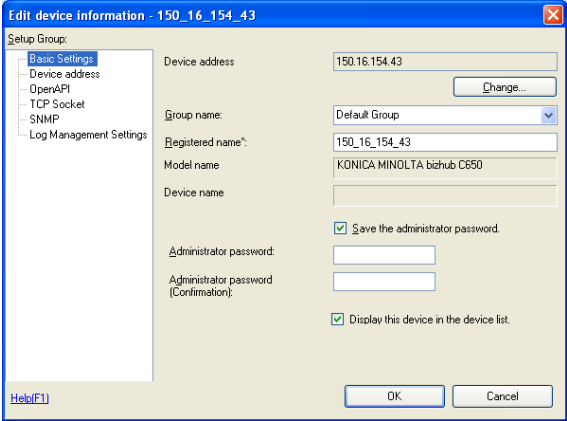 Edit device information - 150_16_154_43
Setup Group:
Basic Settings
Device address
OpenAPI
TCP Socket
SNMP
Log Management Settings
Device address
150.16.154.43
Change...
Group name:
Default Group
Registered name*:
150_16_154_43
Model name
KONICA MINOLTA bizhub C650
Device name
Save the administrator password.
Administrator password:
Administrator password
(Confirmation):
Display this device in the device list.
Help(F1)
OK
Cancel